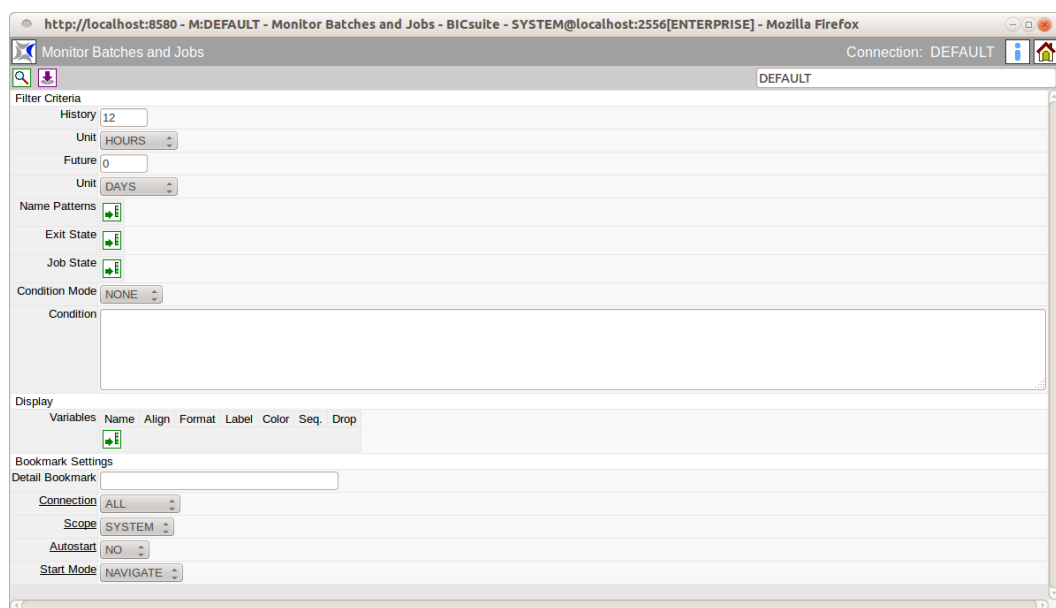 http://localhost:8580 - M:DEFAULT - Monitor Batches and Jobs - BICsuite - SYSTEM@localhost:2556[ENTERPRISE] - Mozilla Firefox
Monitor Batches and Jobs Connection: DEFAULT
DEFAULT
Filter Criteria
History 12
Unit HOURS
Future 0
Unit DAYS
Name Patterns
Exit State
Job State
Condition Mode NONE
Condition
Display
Variables Name Align Format Label Color Seq. Drop
Bookmark Settings
Detail Bookmark
Connection ALL
Scope SYSTEM
Autostart NO
Start Mode NAVIGATE